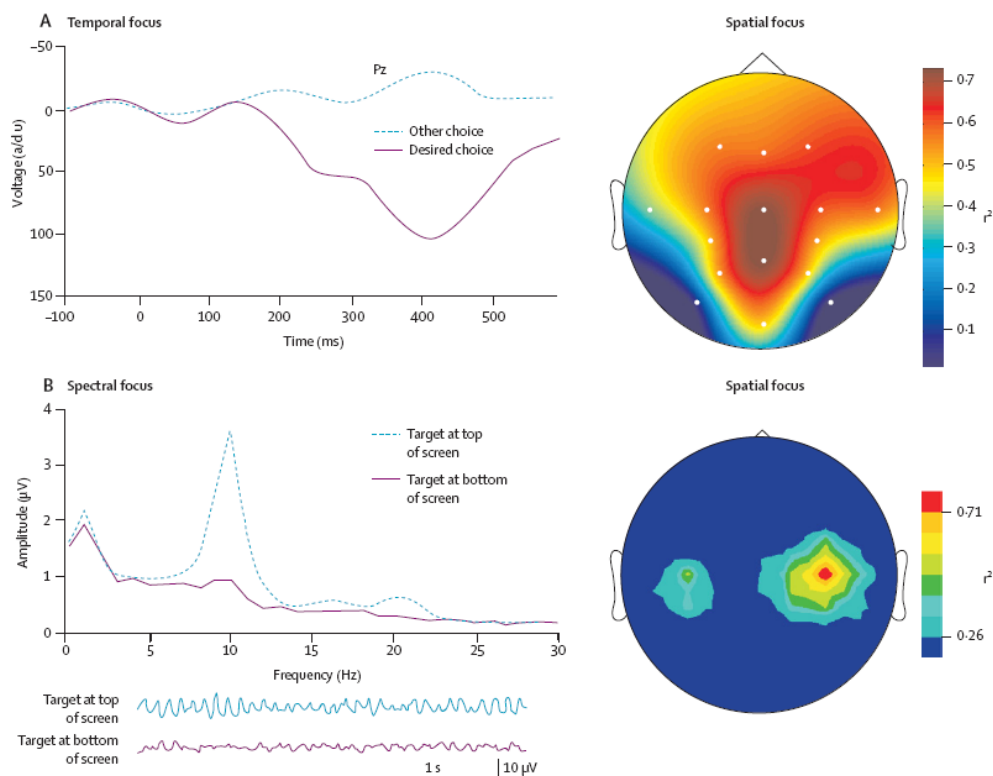 A Temporal focus
Spatial focus
–50
0
50
100
150
Voltage (a/d u)
–100
0
100
200
300
400
500
Time (ms)
Pz
Other choice
Desired choice
0·7
0·6
0·5
0·4
0·3
0·2
0·1
r²
B Spectral focus
Spatial focus
4
3
2
1
0
Amplitude (µV)
0
5
10
15
20
25
30
Frequency (Hz)
Target at top
of screen
Target at bottom
of screen
0·71
r²
0·26
Target at top
of screen
Target at bottom
of screen
1 s
10 µV